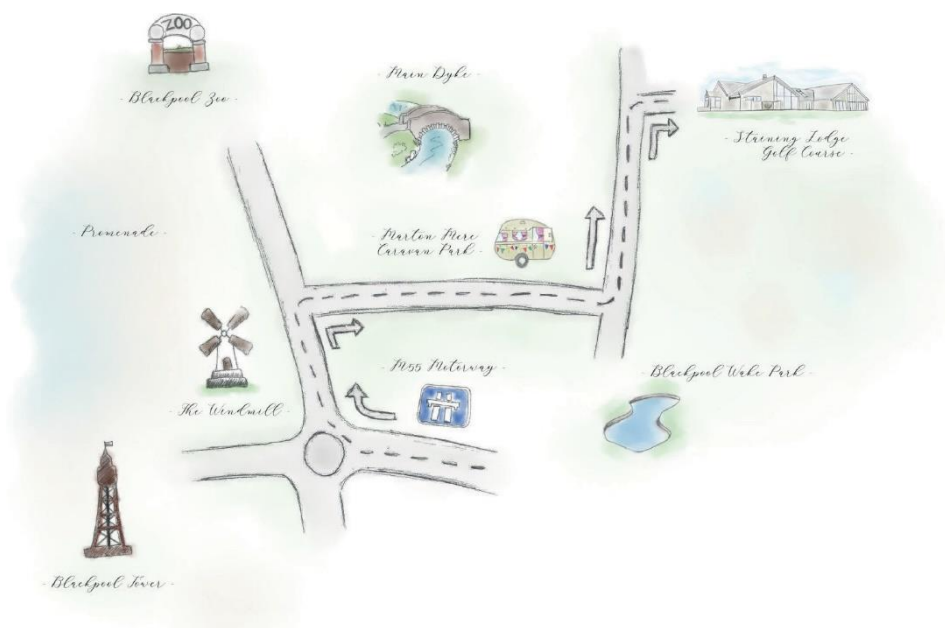 ZOO
- Blackpool Zoo -
- Main Dyke -
- Staining Lodge
Golf Course -
- Promenade -
- Marton Mere
Caravan Park -
- M55 Motorway -
- Blackpool Wake Park -
- The Windmill -
- Blackpool Tower -